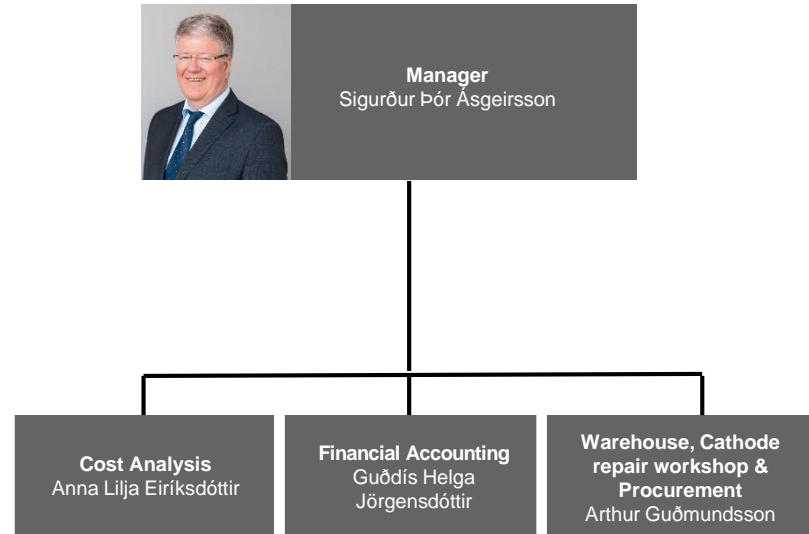 Manager
Sigurður Þór Ásgeirsson
Cost Analysis
Anna Lilja Eiríksdóttir
Financial Accounting
Guðdís Helga
Jörgensdóttir
Warehouse, Cathode
repair workshop &
Procurement
Arthur Guðmundsson